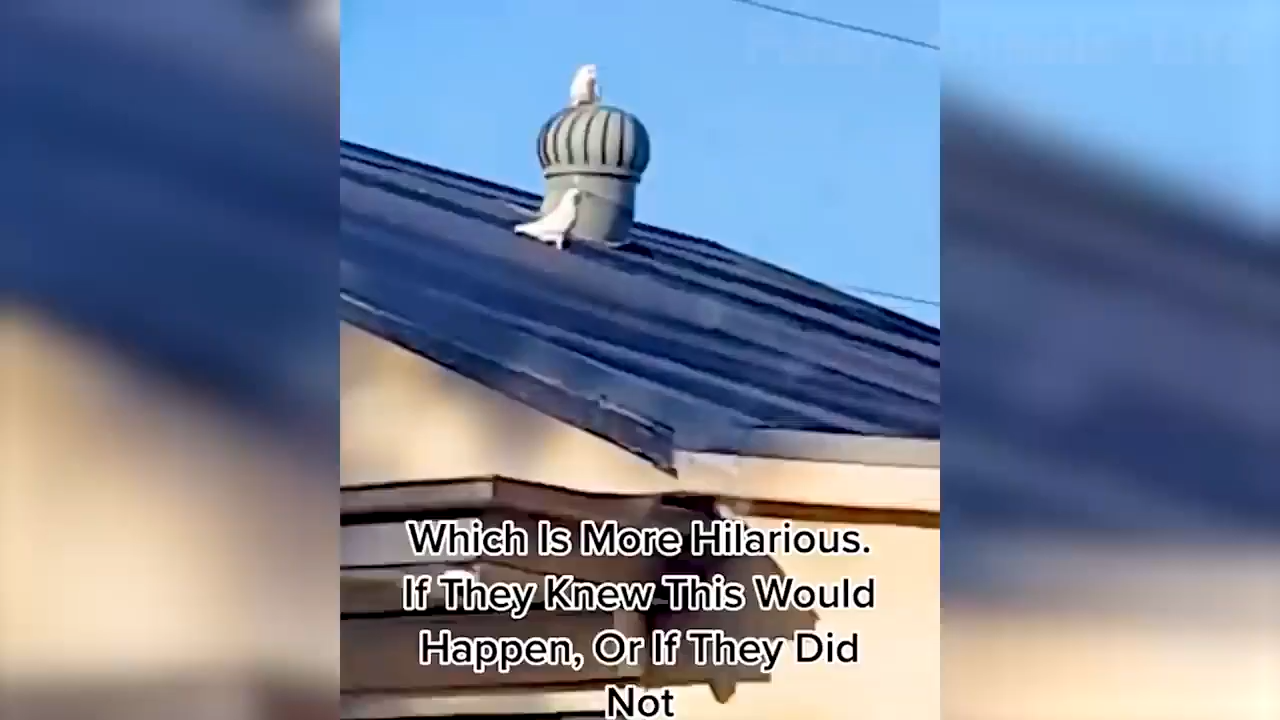 Which Is More Hilarious.
If They Knew This Would
Happen, Or If They Did
Not